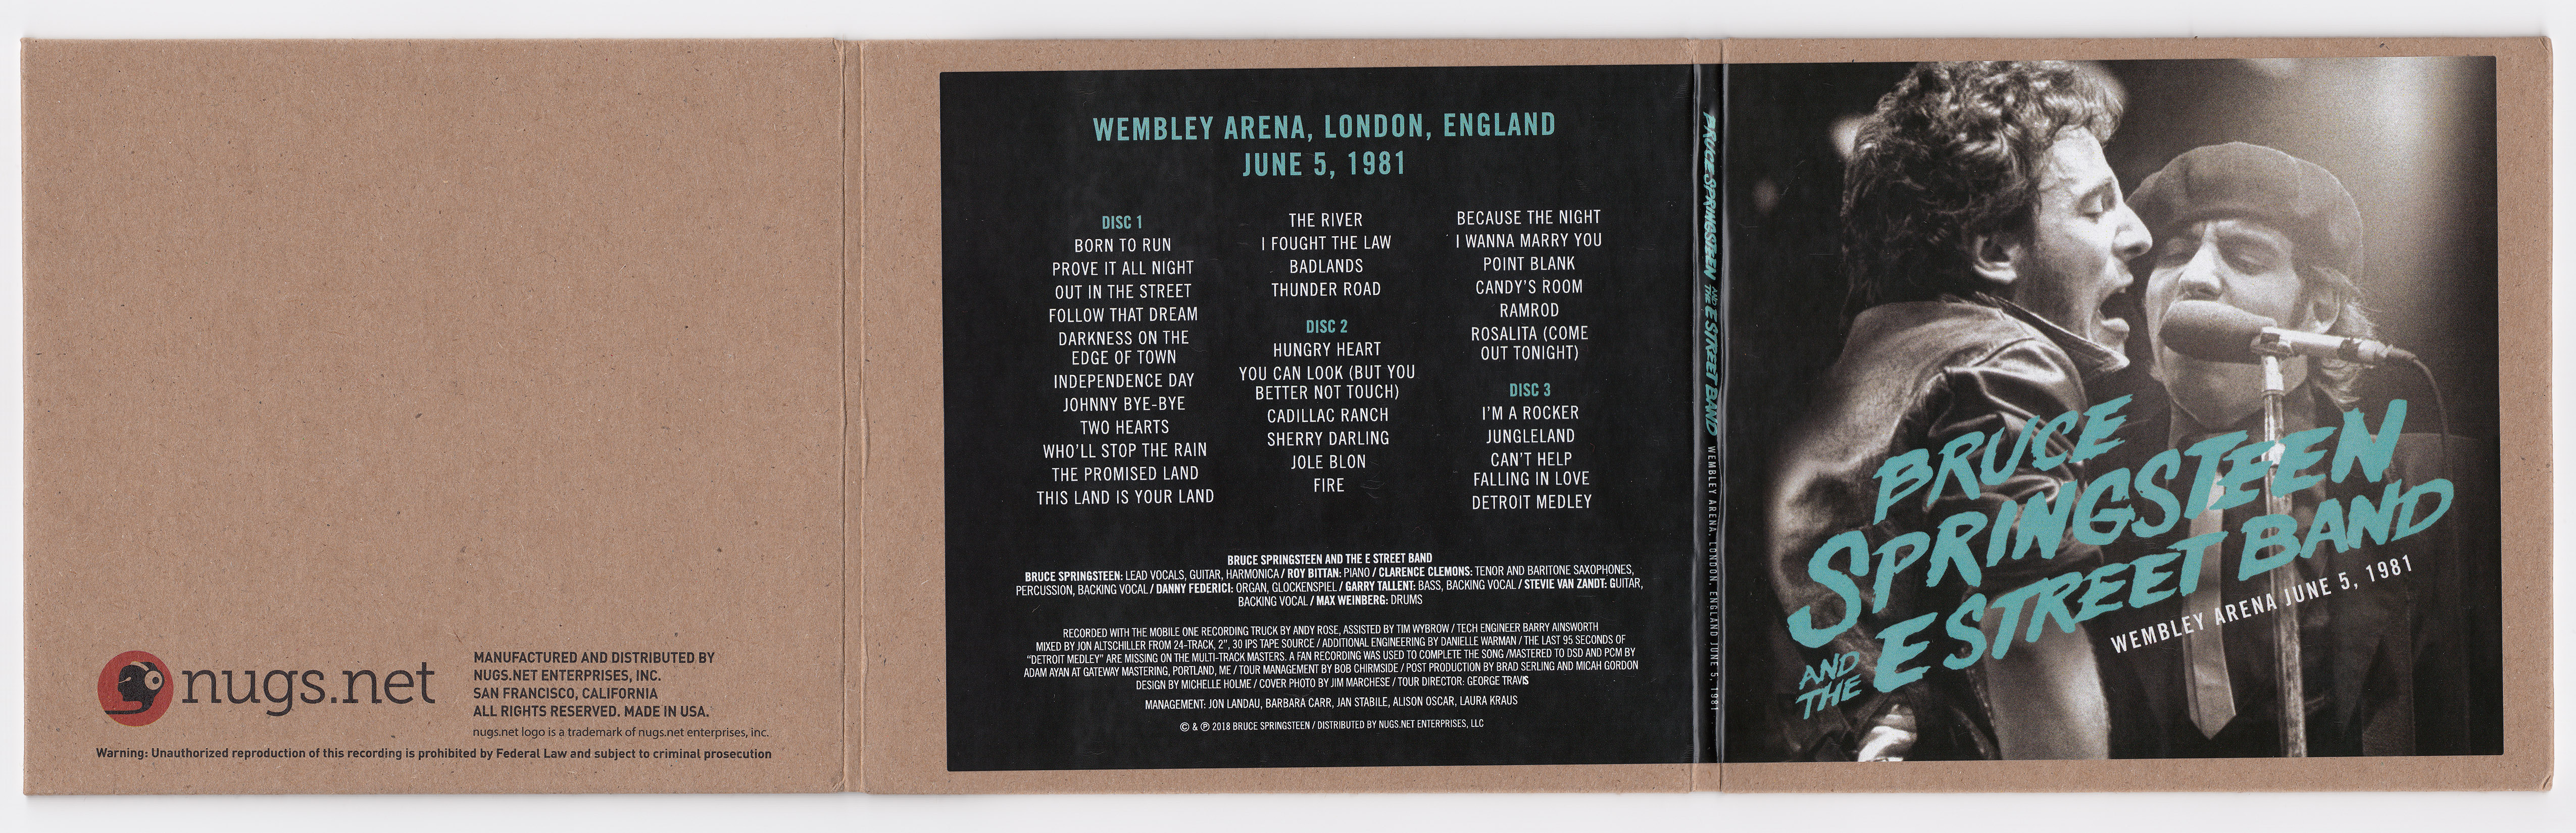 nugs.net
MANUFACTURED AND DISTRIBUTED BY
NUGS.NET ENTERPRISES, INC.
SAN FRANCISCO, CALIFORNIA
ALL RIGHTS RESERVED. MADE IN USA.
nugs.net logo is a trademark of nugs.net enterprises, inc.
Warning: Unauthorized reproduction of this recording is prohibited by Federal Law and subject to criminal prosecution
WEMBLEY ARENA, LONDON, ENGLAND
JUNE 5, 1981
DISC 1
BORN TO RUN
PROVE IT ALL NIGHT
OUT IN THE STREET
FOLLOW THAT DREAM
DARKNESS ON THE
EDGE OF TOWN
INDEPENDENCE DAY
JOHNNY BYE-BYE
TWO HEARTS
WHO'LL STOP THE RAIN
THE PROMISED LAND
THIS LAND IS YOUR LAND
THE RIVER
I FOUGHT THE LAW
BADLANDS
THUNDER ROAD
DISC 2
HUNGRY HEART
YOU CAN LOOK (BUT YOU
BETTER NOT TOUCH)
CADILLAC RANCH
SHERRY DARLING
JOLE BLON
FIRE
BECAUSE THE NIGHT
I WANNA MARRY YOU
POINT BLANK
CANDY'S ROOM
RAMROD
ROSALITA (COME
OUT TONIGHT)
DISC 3
I'M A ROCKER
JUNGLELAND
CAN'T HELP
FALLING IN LOVE
DETROIT MEDLEY
BRUCE SPRINGSTEEN AND THE E STREET BAND
BRUCE SPRINGSTEEN: LEAD VOCALS, GUITAR, HARMONICA / ROY BITTAN: PIANO / CLARENCE CLEMONS: TENOR AND BARITONE SAXOPHONES,
PERCUSSION, BACKING VOCAL / DANNY FEDERICI: ORGAN, GLOCKENSPIEL / GARRY TALLENT: BASS, BACKING VOCAL / STEVIE VAN ZANDT: GUITAR,
BACKING VOCAL / MAX WEINBERG: DRUMS
RECORDED WITH THE MOBILE ONE RECORDING TRUCK BY ANDY ROSE, ASSISTED BY TIM WYBROW / TECH ENGINEER BARRY AINSWORTH
MIXED BY JON ALTSCHILLER FROM 24-TRACK, 2", 30 IPS TAPE SOURCE / ADDITIONAL ENGINEERING BY DANIELLE WARMAN / THE LAST 95 SECONDS OF
"DETROIT MEDLEY" ARE MISSING ON THE MULTI-TRACK MASTERS. A FAN RECORDING WAS USED TO COMPLETE THE SONG /MASTERED TO DSD AND PCM BY
ADAM AYAN AT GATEWAY MASTERING, PORTLAND, ME / TOUR MANAGEMENT BY BOB CHIRMSIDE / POST PRODUCTION BY BRAD SERLING AND MICAH GORDON
DESIGN BY MICHELLE HOLME / COVER PHOTO BY JIM MARCHESE / TOUR DIRECTOR: GEORGE TRAVIS
MANAGEMENT: JON LANDAU, BARBARA CARR, JAN STABILE, ALISON OSCAR, LAURA KRAUS
© & ℗ 2018 BRUCE SPRINGSTEEN / DISTRIBUTED BY NUGS.NET ENTERPRISES, LLC
BRUCE SPRINGSTEEN AND THE E STREET BAND WEMBLEY ARENA, LONDON, ENGLAND JUNE 5, 1981
BRUCE
SPRINGSTEEN
AND THE E STREET BAND
WEMBLEY ARENA JUNE 5, 1981